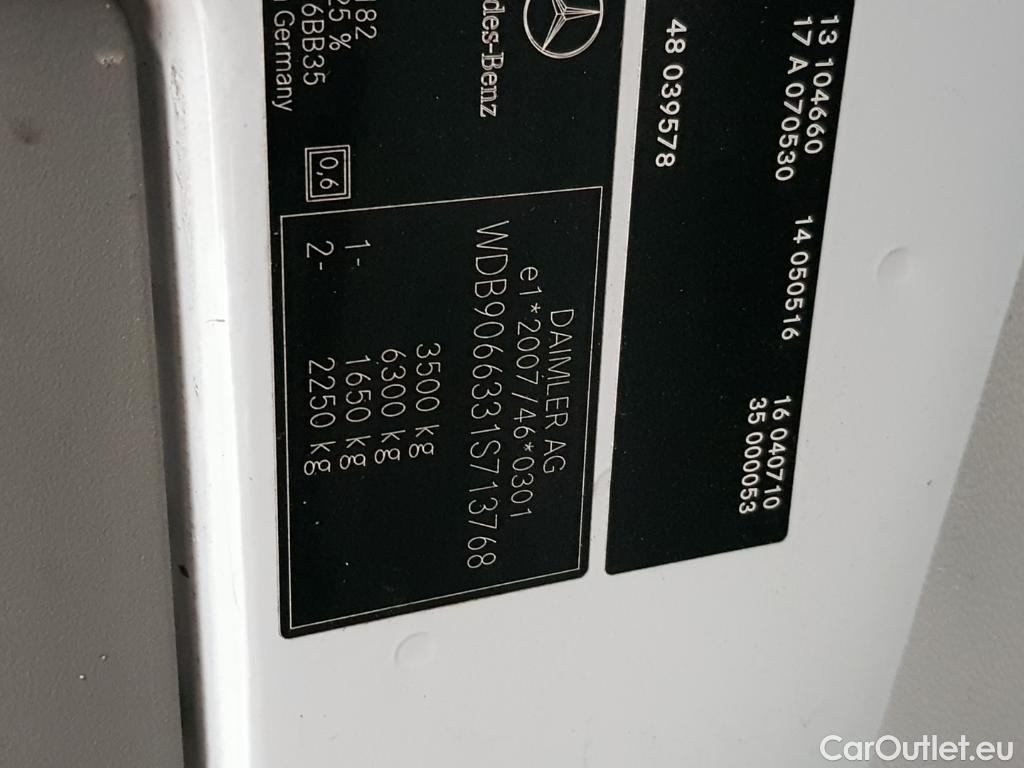 13 104660 14 050516 16 040710
17 A 070530 35 000053
48 039578
des-Benz
DAIMLER AG
e1*2007/46*0301
WDB9066331S713768
3500 kg
6300 kg
1- 1650 kg
2- 2250 kg
182
25 %
6BB35
Germany
0,6
CarOutlet.eu